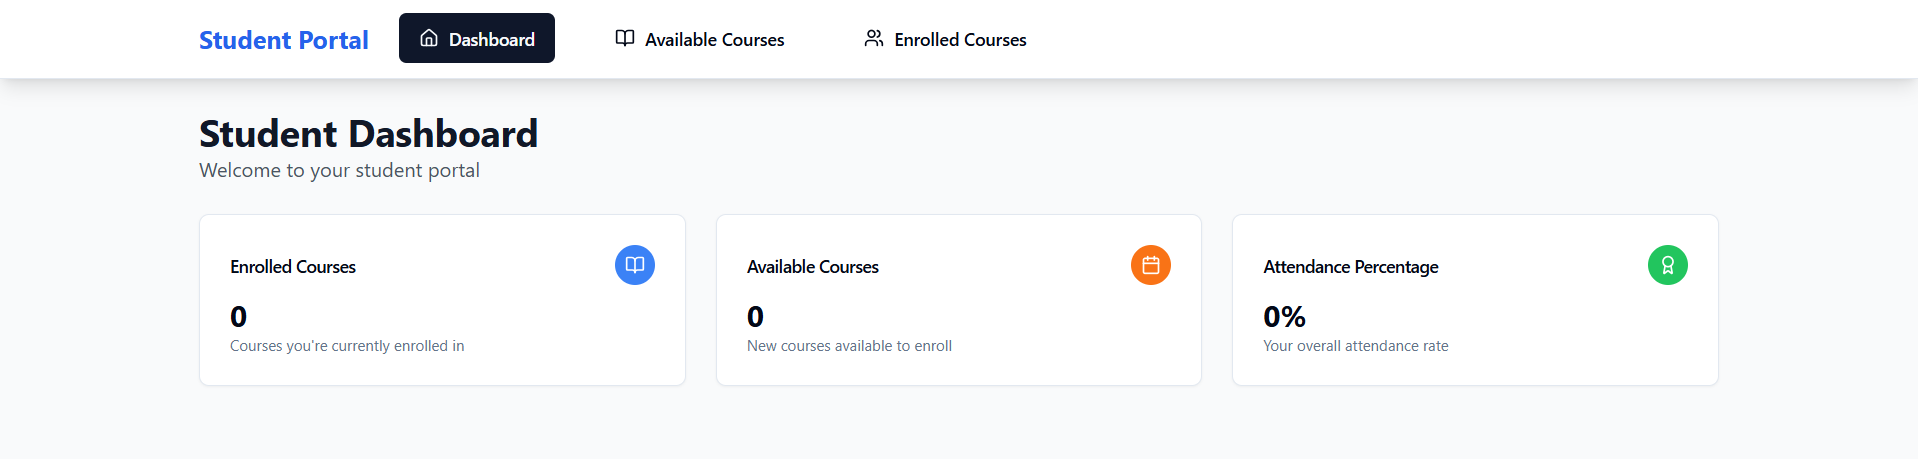 Student Portal Dashboard Available Courses Enrolled Courses
Student Dashboard
Welcome to your student portal
Enrolled Courses
0
Courses you're currently enrolled in
Available Courses
0
New courses available to enroll
Attendance Percentage
0%
Your overall attendance rate